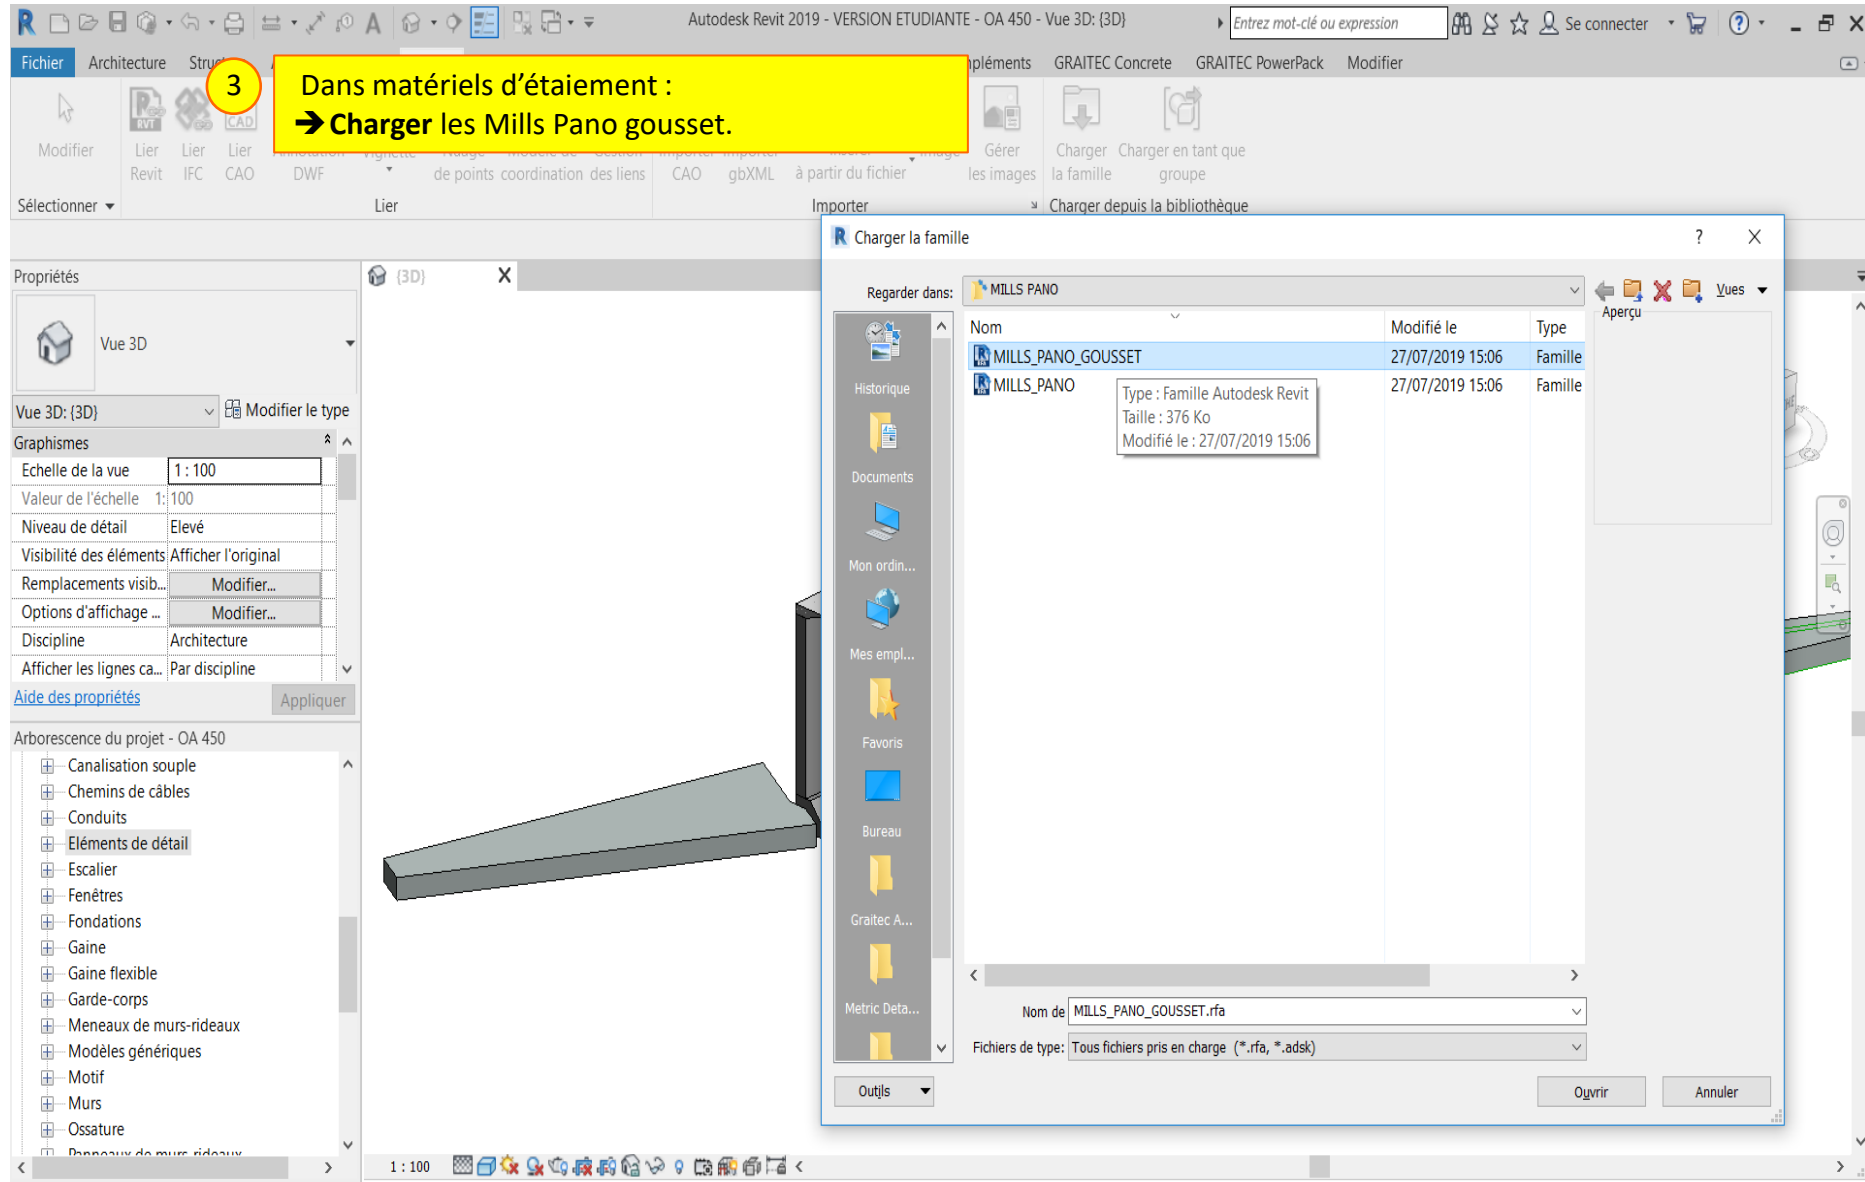 Autodesk Revit 2019 - VERSION ETUDIANTE - OA 450 - Vue 3D: {3D}
Entrez mot-clé ou expression
Se connecter
Fichier Architecture
pléments GRAITEC Concrete GRAITEC PowerPack Modifier
3
Dans matériels d'étaiement :
➔ Charger les Mills Pano gousset.
Modifier
Lier Revit
Lier IFC
Lier CAO
DWF
de points
coordination
des liens
CAO
gbXML
à partir du fichier
Gérer les images
Charger la famille
Charger en tant que groupe
Sélectionner
Lier
Importer
Charger depuis la bibliothèque
Propriétés
Vue 3D
Vue 3D: {3D}
Modifier le type
Graphismes
Echelle de la vue 1 : 100
Valeur de l'échelle 1: 100
Niveau de détail Elevé
Visibilité des éléments Afficher l'original
Remplacements visib... Modifier...
Options d'affichage ... Modifier...
Discipline Architecture
Afficher les lignes ca... Par discipline
Aide des propriétés
Appliquer
Arborescence du projet - OA 450
Canalisation souple
Chemins de câbles
Conduits
Eléments de détail
Escalier
Fenêtres
Fondations
Gaine
Gaine flexible
Garde-corps
Meneaux de murs-rideaux
Modèles génériques
Motif
Murs
Ossature
Panneaux de murs-rideaux
{3D}
Charger la famille
Regarder dans: MILLS PANO
Vues
Aperçu
Nom Modifié le Type
MILLS_PANO_GOUSSET 27/07/2019 15:06 Famille
MILLS_PANO 27/07/2019 15:06 Famille
Type : Famille Autodesk Revit
Taille : 376 Ko
Modifié le : 27/07/2019 15:06
Historique
Documents
Mon ordin...
Mes empl...
Favoris
Bureau
Graitec A...
Metric Deta...
Nom de MILLS_PANO_GOUSSET.rfa
Fichiers de type: Tous fichiers pris en charge (*.rfa, *.adsk)
Outils
Ouvrir
Annuler
1 : 100